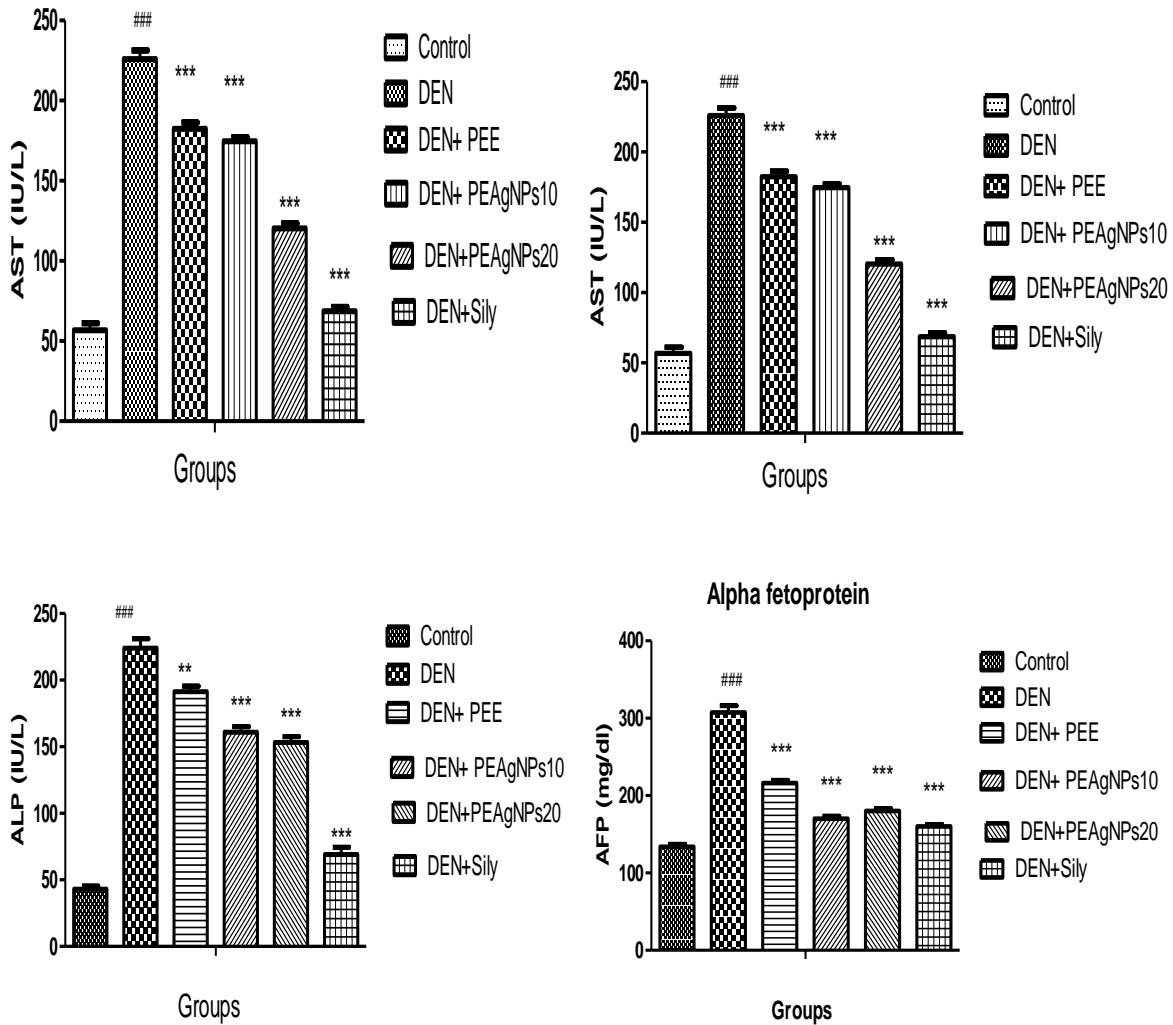 250
200
150
100
50
0
AST (IU/L)
###
***
***
***
***
Groups
Control
DEN
DEN+ PEE
DEN+ PEAgNPs10
DEN+PEAgNPs20
DEN+Sily
250
200
150
100
50
0
AST (IU/L)
###
***
***
***
***
Groups
Control
DEN
DEN+ PEE
DEN+ PEAgNPs10
DEN+PEAgNPs20
DEN+Sily
250
200
150
100
50
0
ALP (IU/L)
###
**
***
***
***
Groups
Control
DEN
DEN+ PEE
DEN+ PEAgNPs10
DEN+PEAgNPs20
DEN+Sily
Alpha fetoprotein
400
300
200
100
0
AFP (mg/dl)
###
***
***
***
***
Groups
Control
DEN
DEN+ PEE
DEN+ PEAgNPs10
DEN+PEAgNPs20
DEN+Sily